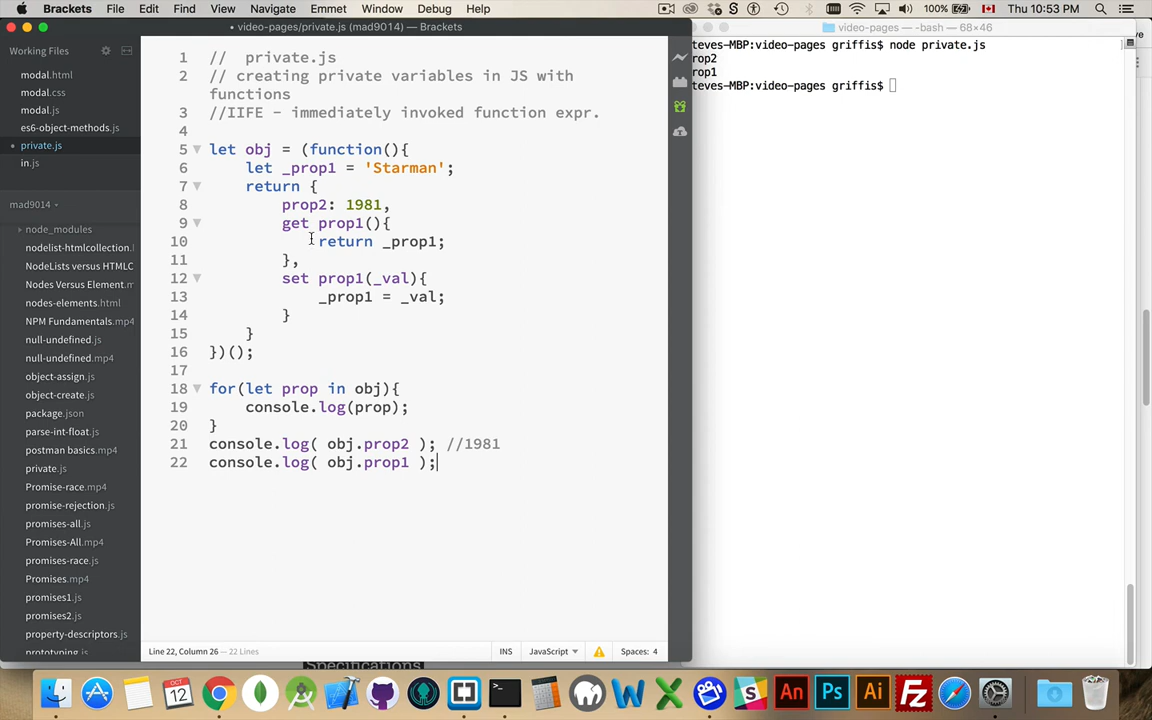 Brackets File Edit Find View Navigate Emmet Window Debug Help
100% Thu 10:53 PM
• video-pages/private.js (mad9014) — Brackets
video-pages — -bash — 68×46
Working Files
modal.html
modal.css
modal.js
es6-object-methods.js
private.js
in.js
mad9014
node_modules
nodelist-htmlcollection.
NodeLists versus HTMLC
Nodes Versus Element.m
nodes-elements.html
NPM Fundamentals.mp4
null-undefined.js
null-undefined.mp4
object-assign.js
object-create.js
package.json
parse-int-float.js
postman basics.mp4
private.js
Promise-race.mp4
promise-rejection.js
promises-all.js
Promises-All.mp4
promises-race.js
Promises.mp4
promises1.js
promises2.js
property-descriptors.js
prototyping.js
1 // private.js
2 // creating private variables in JS with
functions
3 //IIFE - immediately invoked function expr.
4
5 let obj = (function(){
6 let _prop1 = 'Starman';
7 return {
8 prop2: 1981,
9 get prop1(){
10 return _prop1;
11 },
12 set prop1(_val){
13 _prop1 = _val;
14 }
15 }
16 })();
17
18 for(let prop in obj){
19 console.log(prop);
20 }
21 console.log( obj.prop2 ); //1981
22 console.log( obj.prop1 );
Line 22, Column 26 — 22 Lines
INS JavaScript Spaces: 4
teves-MBP:video-pages griffis$ node private.js
rop2
rop1
teves-MBP:video-pages griffis$
Specifications